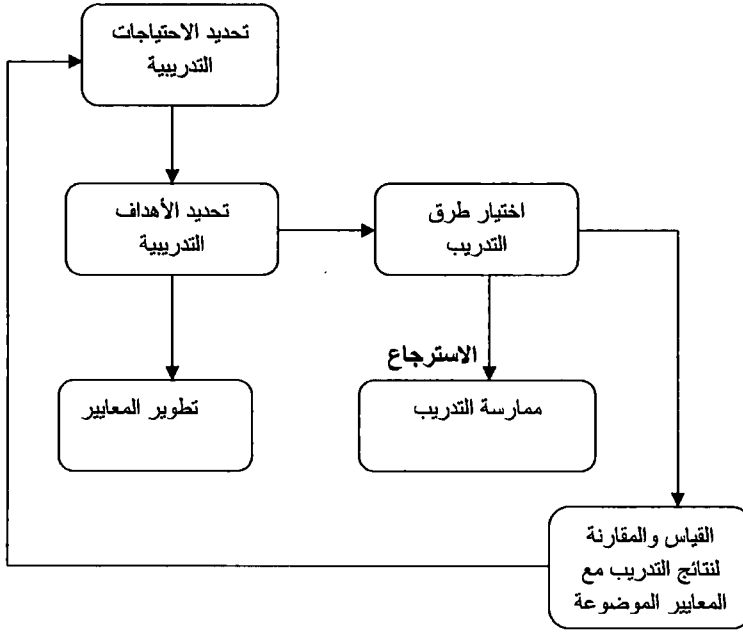 تحديد الاحتياجات
التدريبية
تحديد الأهداف
التدريبية
اختيار طرق
التدريب
الاسترجاع
تطوير المعايير
ممارسة التدريب
القياس والمقارنة
لنتائج التدريب مع
المعايير الموضوعة